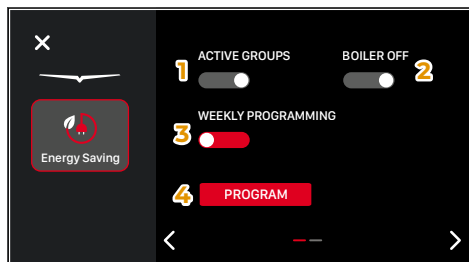 ACTIVE GROUPS
BOILER OFF
1
2
WEEKLY PROGRAMMING
3
Energy Saving
4
PROGRAM